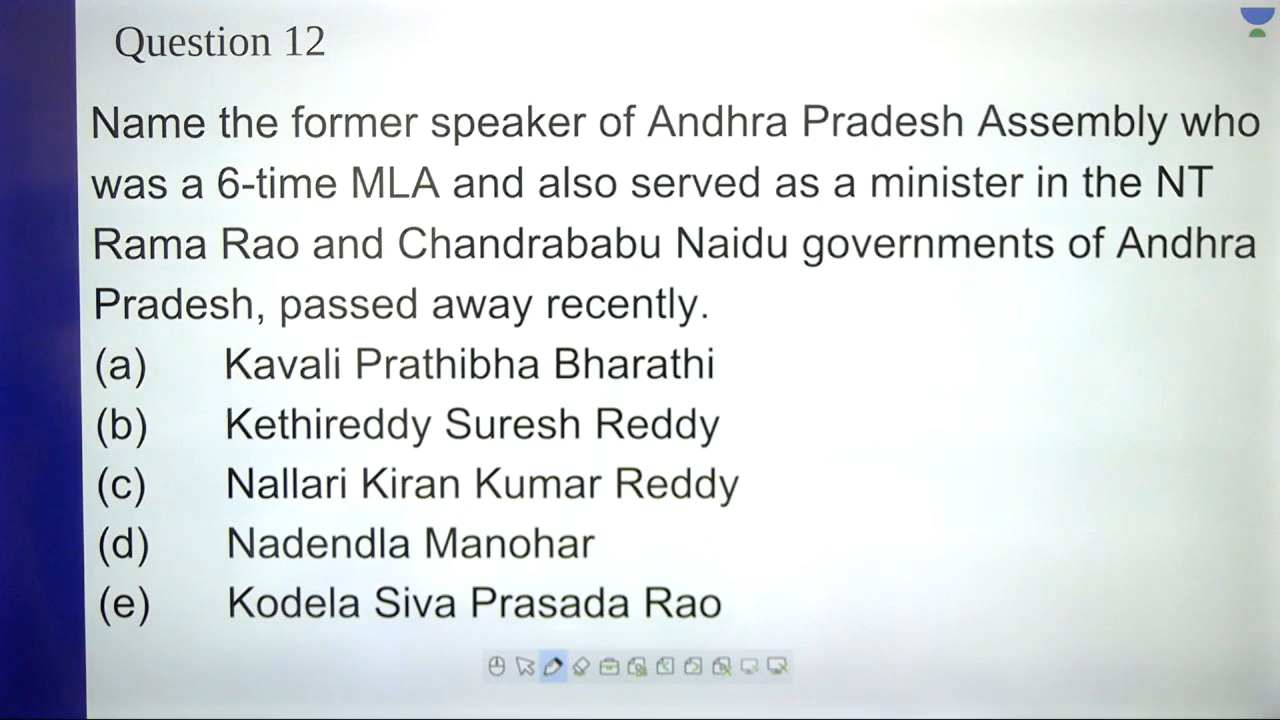 Question 12
Name the former speaker of Andhra Pradesh Assembly who
was a 6-time MLA and also served as a minister in the NT
Rama Rao and Chandrababu Naidu governments of Andhra
Pradesh, passed away recently.
(a) Kavali Prathibha Bharathi
(b) Kethireddy Suresh Reddy
(c) Nallari Kiran Kumar Reddy
(d) Nadendla Manohar
(e) Kodela Siva Prasada Rao